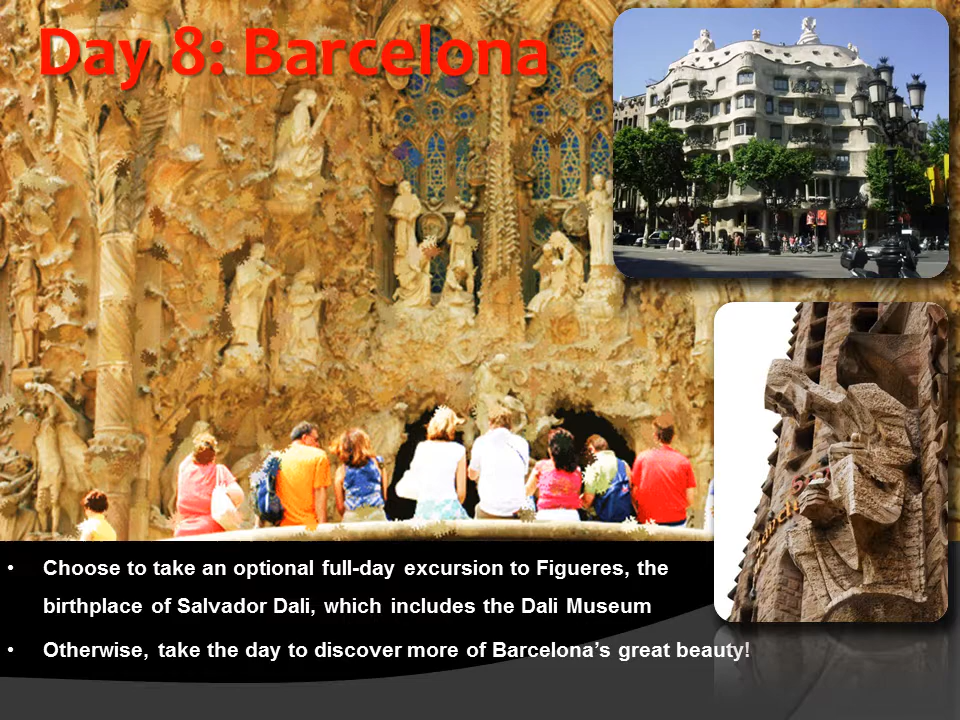 Day 8: Barcelona
• Choose to take an optional full-day excursion to Figueres, the
birthplace of Salvador Dali, which includes the Dali Museum
• Otherwise, take the day to discover more of Barcelona’s great beauty!